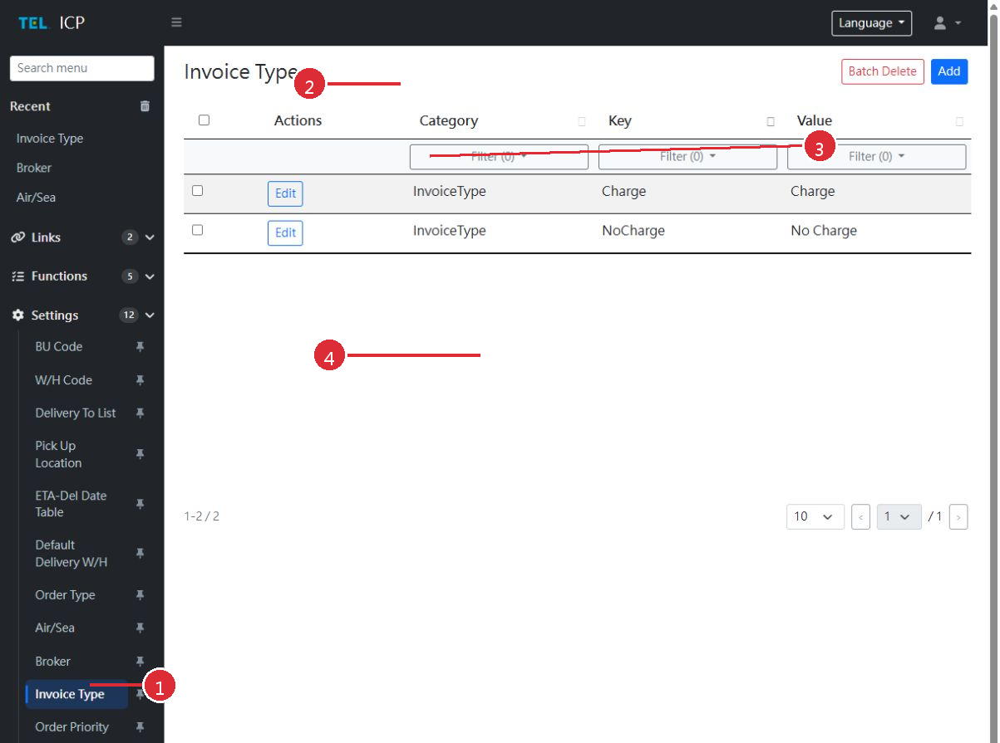 TEL ICP
Language
Search menu
Recent
Invoice Type
Broker
Air/Sea
Links 2
Functions 5
Settings 12
BU Code
W/H Code
Delivery To List
Pick Up
Location
ETA-Del Date
Table
Default
Delivery W/H
Order Type
Air/Sea
Broker
Invoice Type 1
Order Priority
Invoice Type 2
Batch Delete Add
Actions Category Key Value
3
Filter (0) Filter (0) Filter (0)
Edit InvoiceType Charge Charge
Edit InvoiceType NoCharge No Charge
4
1-2 / 2 10 < 1 / 1 >